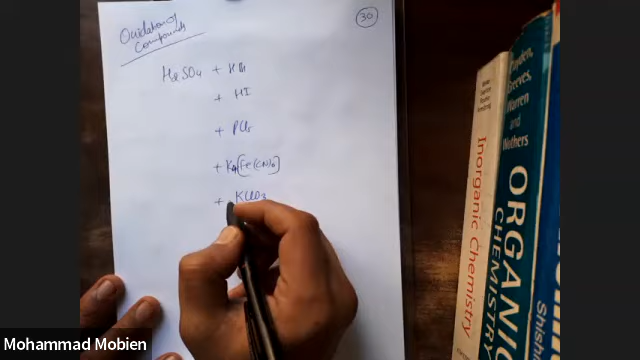 30
Oxidation of
Compounds
H2SO4 + HBr
+ HI
+ PCl5
+ K4[Fe(CN)6]
+ KClO3
Inorganic Chemistry
Clayden,
Greeves,
Warren
and
Wothers
ORGANIC
CHEMISTRY
Mohammad Mobien